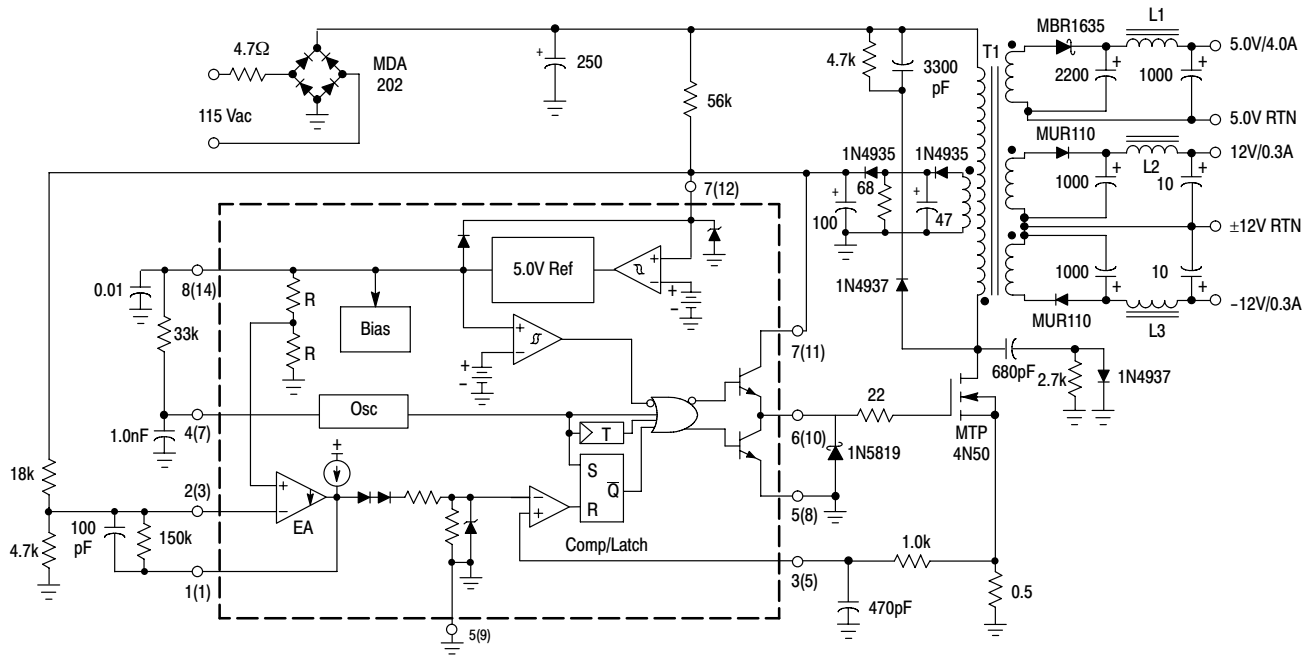 4.7Ω
MDA
202
115 Vac
+
250
56k
4.7k
3300
pF
T1
MBR1635
L1
5.0V/4.0A
+
2200
+
1000
5.0V RTN
MUR110
12V/0.3A
+
1000
L2
+
10
±12V RTN
1000
+
10
+
MUR110
L3
–12V/0.3A
1N4935
1N4935
68
+
100
+
47
1N4937
680pF
2.7k
1N4937
7(12)
5.0V Ref
+
–
+
–
0.01
8(14)
33k
R
R
Bias
+
–
+
–
7(11)
Osc
4(7)
1.0nF
T
6(10)
22
1N5819
MTP
4N50
S
Q
R
5(8)
18k
2(3)
+
–
EA
+
–
+
Comp/Latch
100
pF
150k
4.7k
1(1)
3(5)
1.0k
470pF
0.5
5(9)